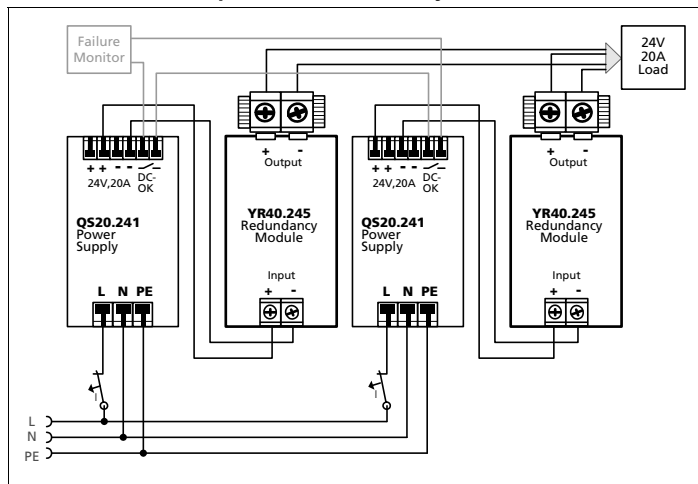 Failure
Monitor
24V
20A
Load
+ + - - DC-
24V,20A OK
QS20.241
Power
Supply
L N PE
+ -
Output
YR40.245
Redundancy
Module
Input
+ -
+ + - - DC-
24V,20A OK
QS20.241
Power
Supply
L N PE
+ -
Output
YR40.245
Redundancy
Module
Input
+ -
I
I
L
N
PE